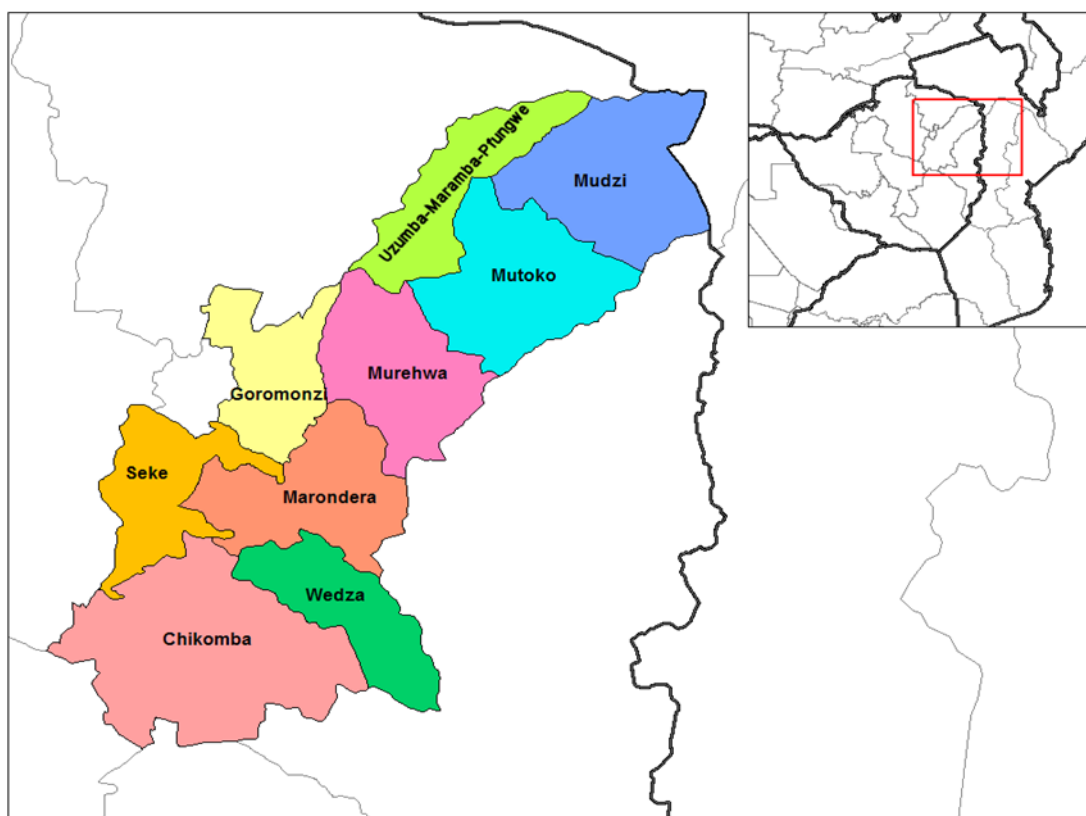 Uzumba-Maramba-Pfungwe
Mudzi
Mutoko
Murehwa
Goromonzi
Seke
Marondera
Wedza
Chikomba